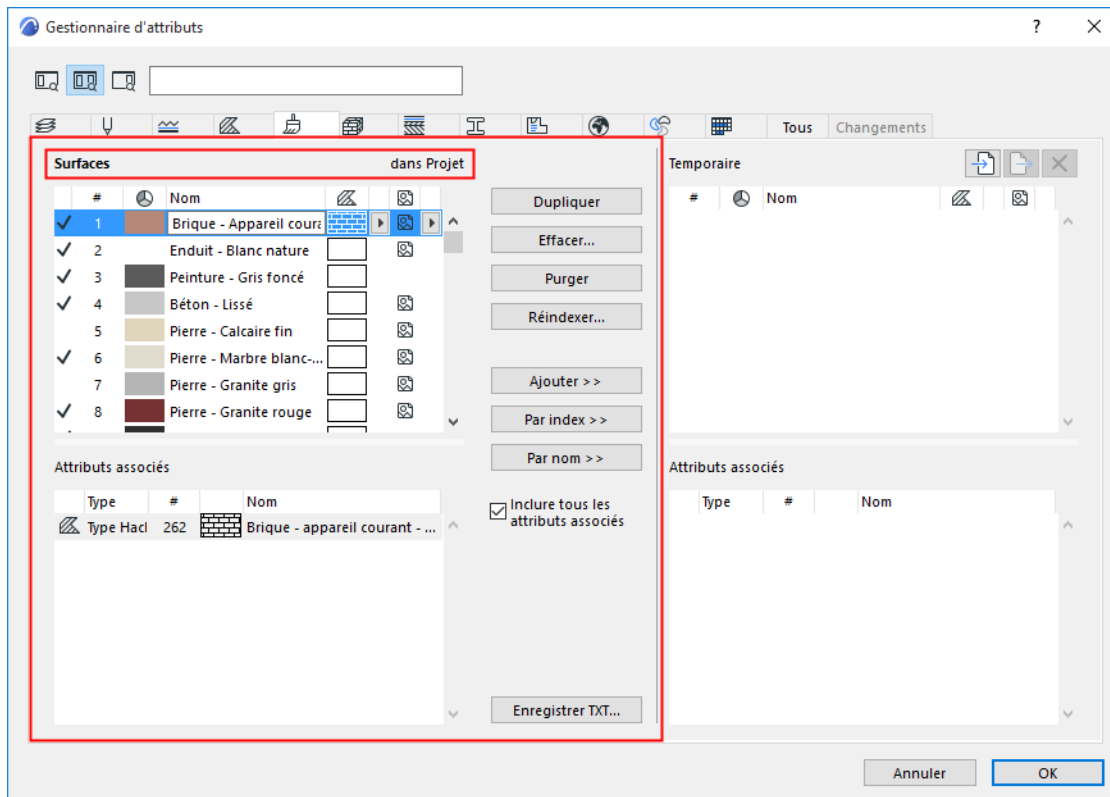 Gestionnaire d'attributs ? ×
Tous Changements
Surfaces dans Projet
# Nom
1 Brique - Appareil coura
2 Enduit - Blanc nature
3 Peinture - Gris foncé
4 Béton - Lissé
5 Pierre - Calcaire fin
6 Pierre - Marbre blanc-...
7 Pierre - Granite gris
8 Pierre - Granite rouge
Attributs associés
Type # Nom
Type Hacl 262 Brique - appareil courant - ...
Dupliquer
Effacer...
Purger
Réindexer...
Ajouter >>
Par index >>
Par nom >>
Inclure tous les
attributs associés
Enregistrer TXT...
Temporaire
# Nom
Attributs associés
Type # Nom
Annuler OK